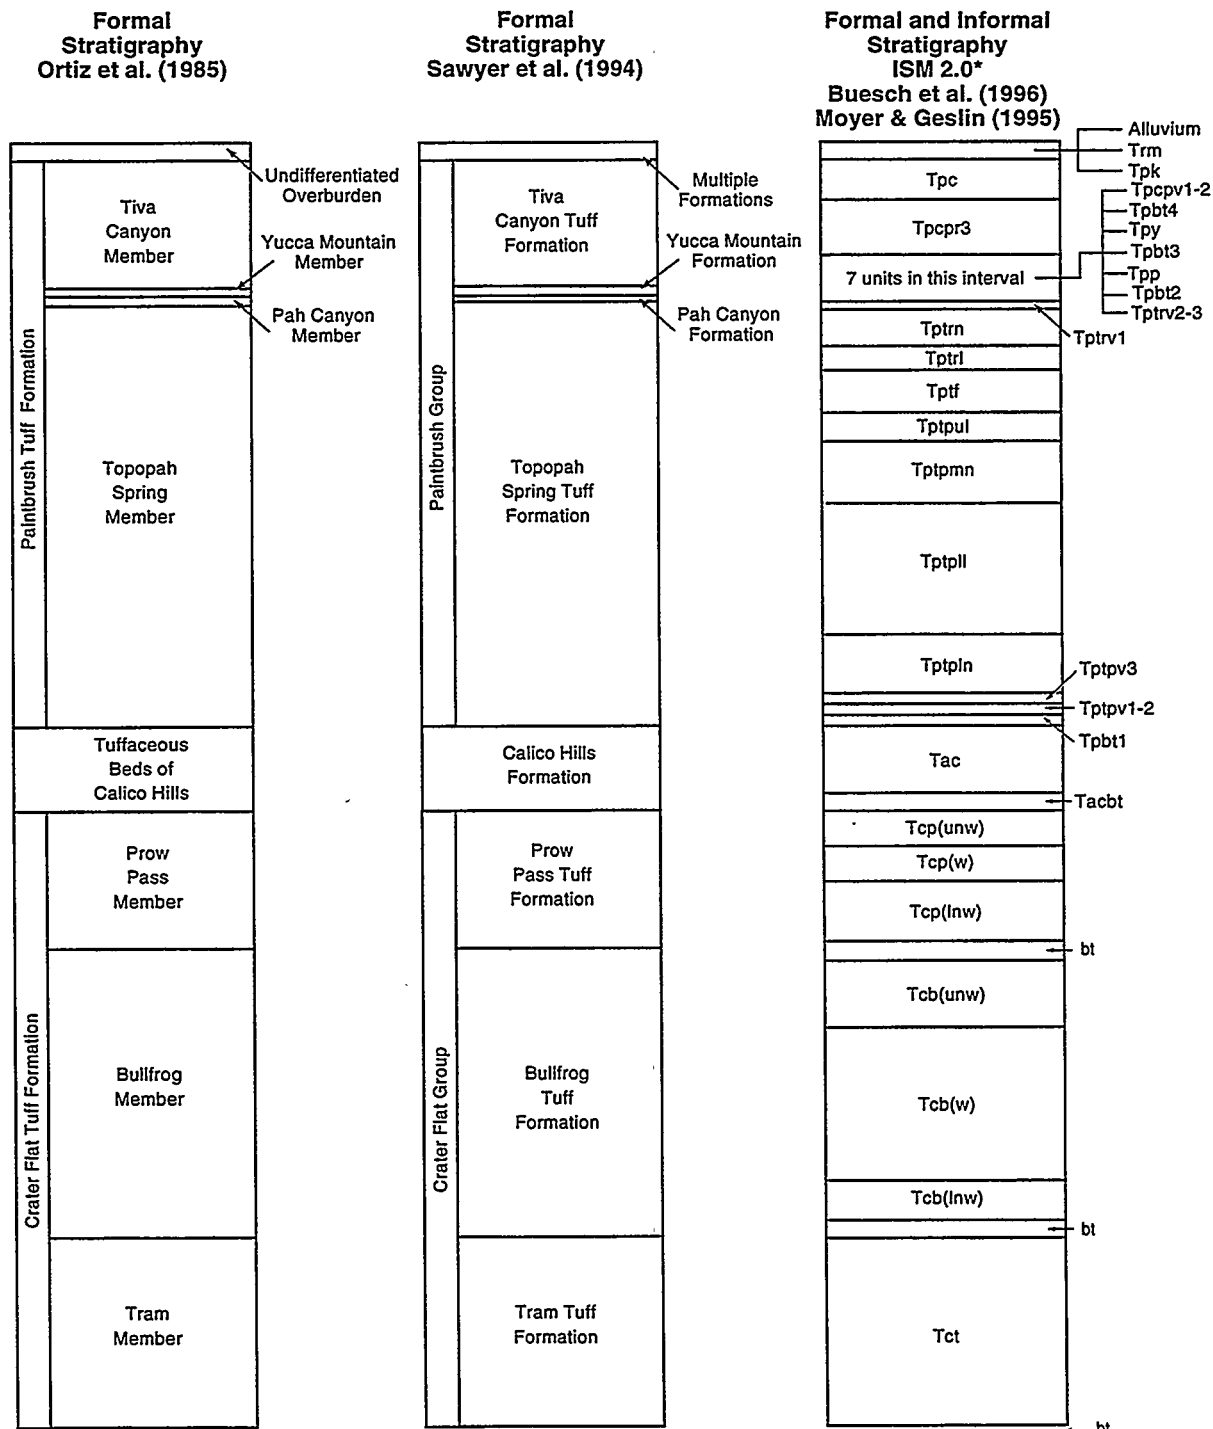 Formal
Stratigraphy
Ortiz et al. (1985)
Undifferentiated
Overburden
Paintbrush Tuff Formation
Tiva
Canyon
Member
Yucca Mountain
Member
Pah Canyon
Member
Topopah
Spring
Member
Tuffaceous
Beds of
Calico Hills
Crater Flat Tuff Formation
Prow
Pass
Member
Bullfrog
Member
Tram
Member
Formal
Stratigraphy
Sawyer et al. (1994)
Multiple
Formations
Paintbrush Group
Tiva
Canyon Tuff
Formation
Yucca Mountain
Formation
Pah Canyon
Formation
Topopah
Spring Tuff
Formation
Calico Hills
Formation
Crater Flat Group
Prow
Pass Tuff
Formation
Bullfrog
Tuff
Formation
Tram Tuff
Formation
Formal and Informal
Stratigraphy
ISM 2.0*
Buesch et al. (1996)
Moyer & Geslin (1995)
Alluvium
Trm
Tpk
Tpc
Tpcpr3
7 units in this interval
Tpcpv1-2
Tpbt4
Tpy
Tpbt3
Tpp
Tpbt2
Tptrv2-3
Tptrv1
Tptrn
Tptrl
Tptf
Tptpul
Tptpmn
Tptpll
Tptpln
Tptpv3
Tptpv1-2
Tpbt1
Tac
Tacbt
Tcp(unw)
Tcp(w)
Tcp(lnw)
bt
Tcb(unw)
Tcb(w)
Tcb(lnw)
bt
Tct
bt